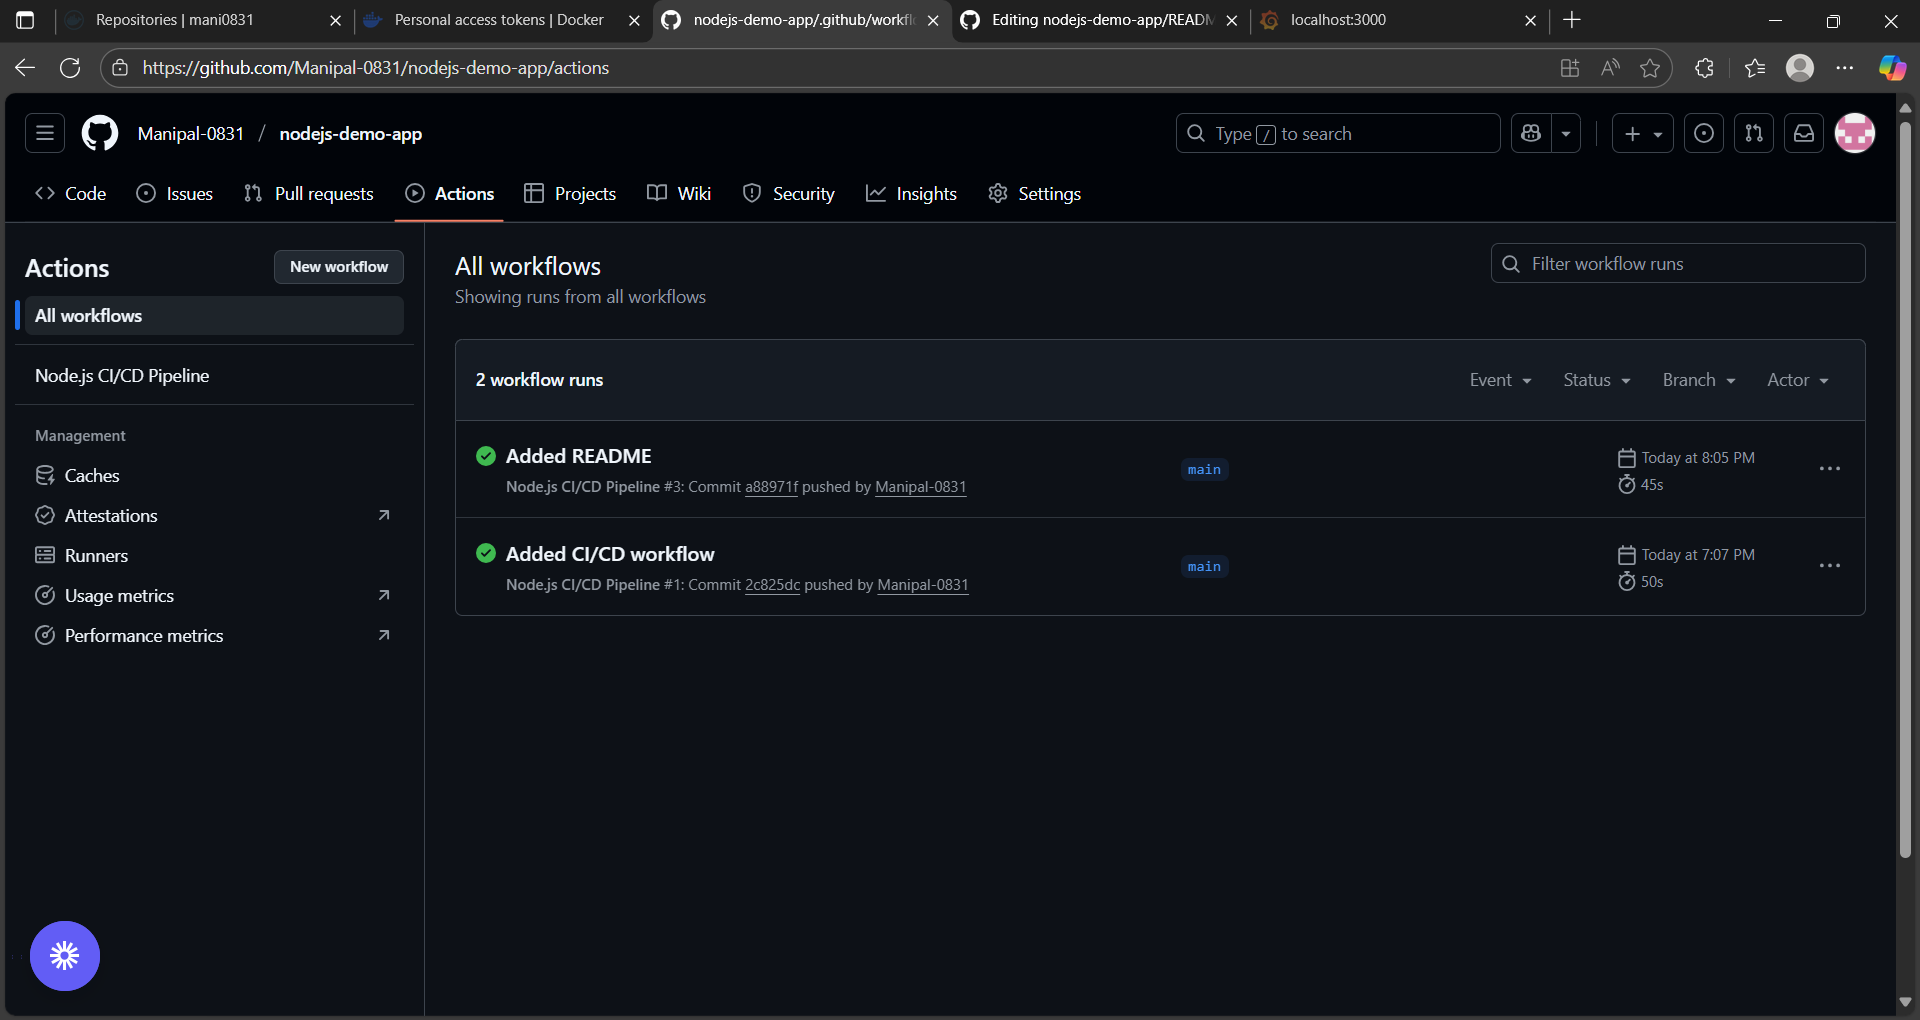 Repositories | mani0831
Personal access tokens | Docker
nodejs-demo-app/.github/workfl
Editing nodejs-demo-app/READM
localhost:3000
https://github.com/Manipal-0831/nodejs-demo-app/actions
Manipal-0831 / nodejs-demo-app
Type / to search
Code
Issues
Pull requests
Actions
Projects
Wiki
Security
Insights
Settings
Actions
New workflow
All workflows
Node.js CI/CD Pipeline
Management
Caches
Attestations
Runners
Usage metrics
Performance metrics
All workflows
Showing runs from all workflows
Filter workflow runs
2 workflow runs
Event
Status
Branch
Actor
Added README
Node.js CI/CD Pipeline #3: Commit a88971f pushed by Manipal-0831
main
Today at 8:05 PM
45s
Added CI/CD workflow
Node.js CI/CD Pipeline #1: Commit 2c825dc pushed by Manipal-0831
main
Today at 7:07 PM
50s